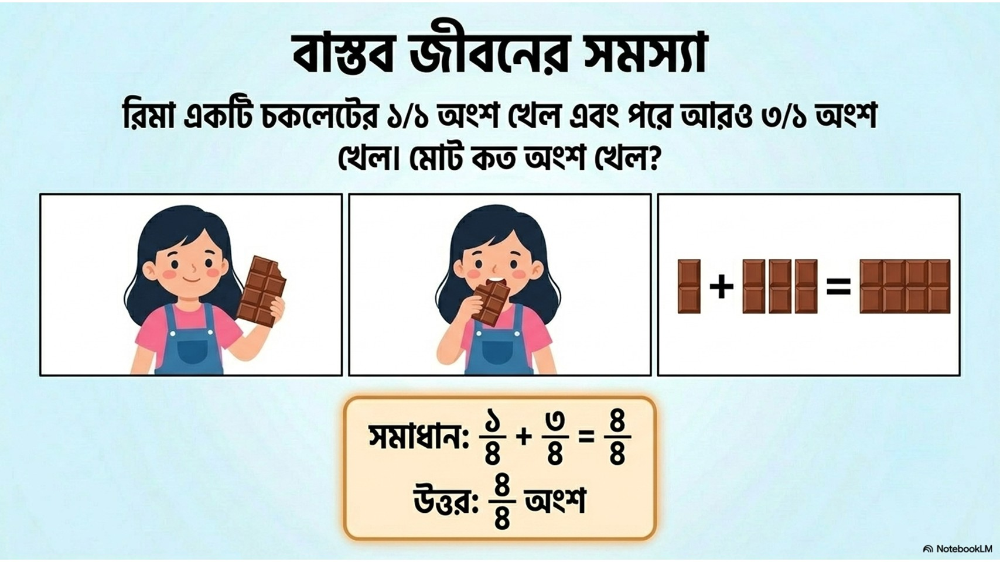 বাস্তব জীবনের সমস্যা
রিমা একটি চকলেটের ১/১ অংশ খেল এবং পরে আরও ৩/১ অংশ
খেল। মোট কত অংশ খেল?
+ =
সমাধান: ১/৪ + ৩/৪ = ৪/৪
উত্তর: ৪/৪ অংশ
NotebookLM